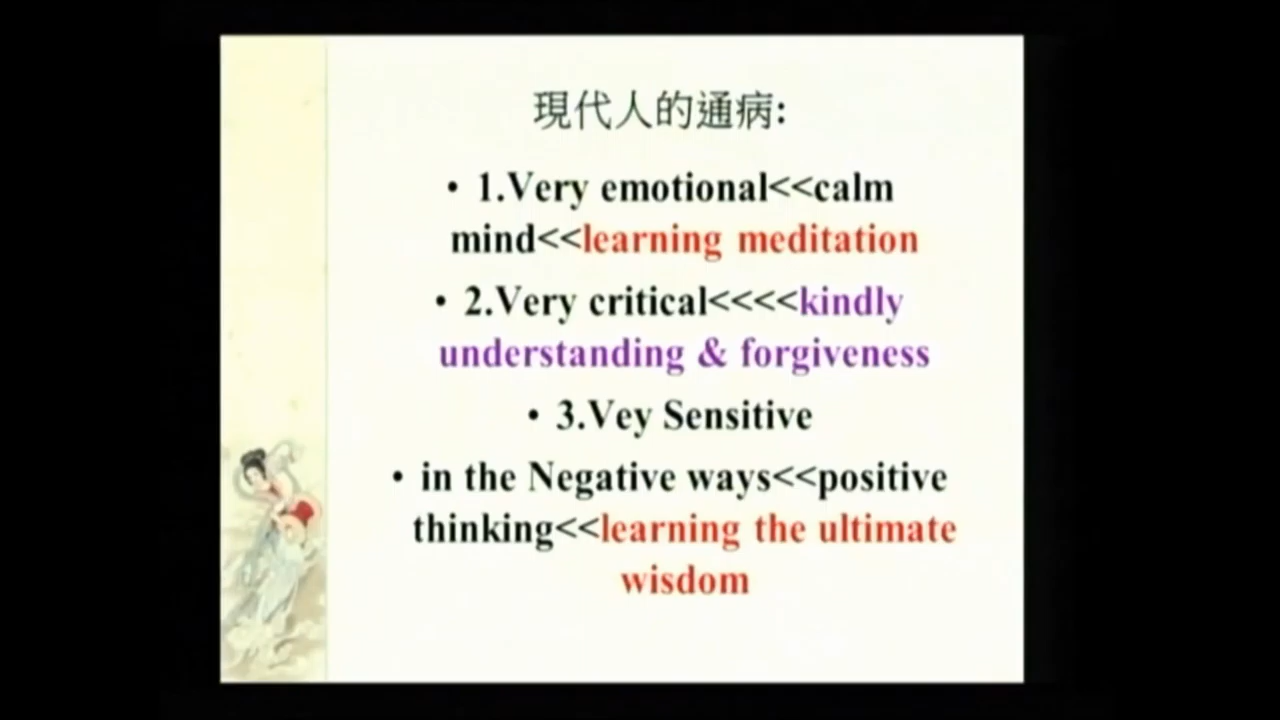 現代人的通病:
• 1.Very emotional<<calm
mind<<learning meditation
• 2.Very critical<<<<kindly
understanding & forgiveness
• 3.Vey Sensitive
• in the Negative ways<<positive
thinking<<learning the ultimate
wisdom